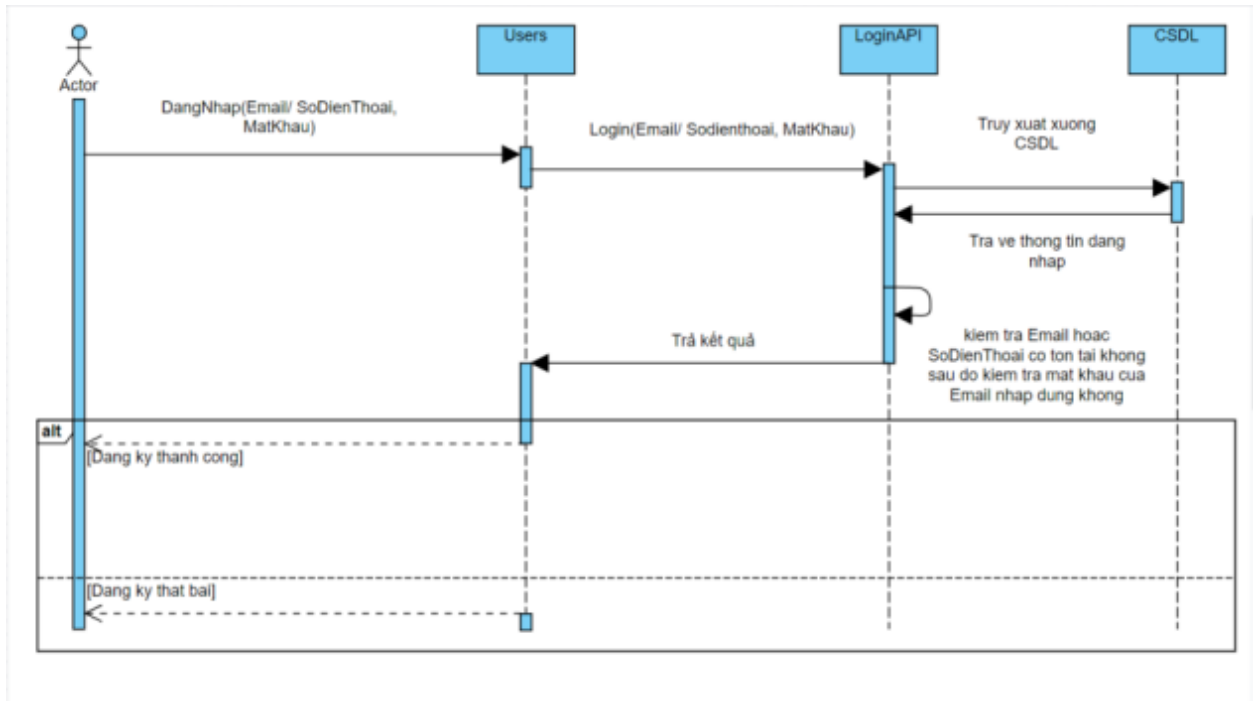 Users
LoginAPI
CSDL
Actor
DangNhap(Email/ SoDienThoai,
MatKhau)
Login(Email/ Sodienthoai, MatKhau)
Truy xuat xuong
CSDL
Tra ve thong tin dang
nhap
Trả kết quả
kiem tra Email hoac
SoDienThoai co ton tai khong
sau do kiem tra mat khau cua
Email nhap dung khong
alt
[Dang ky thanh cong]
[Dang ky that bai]